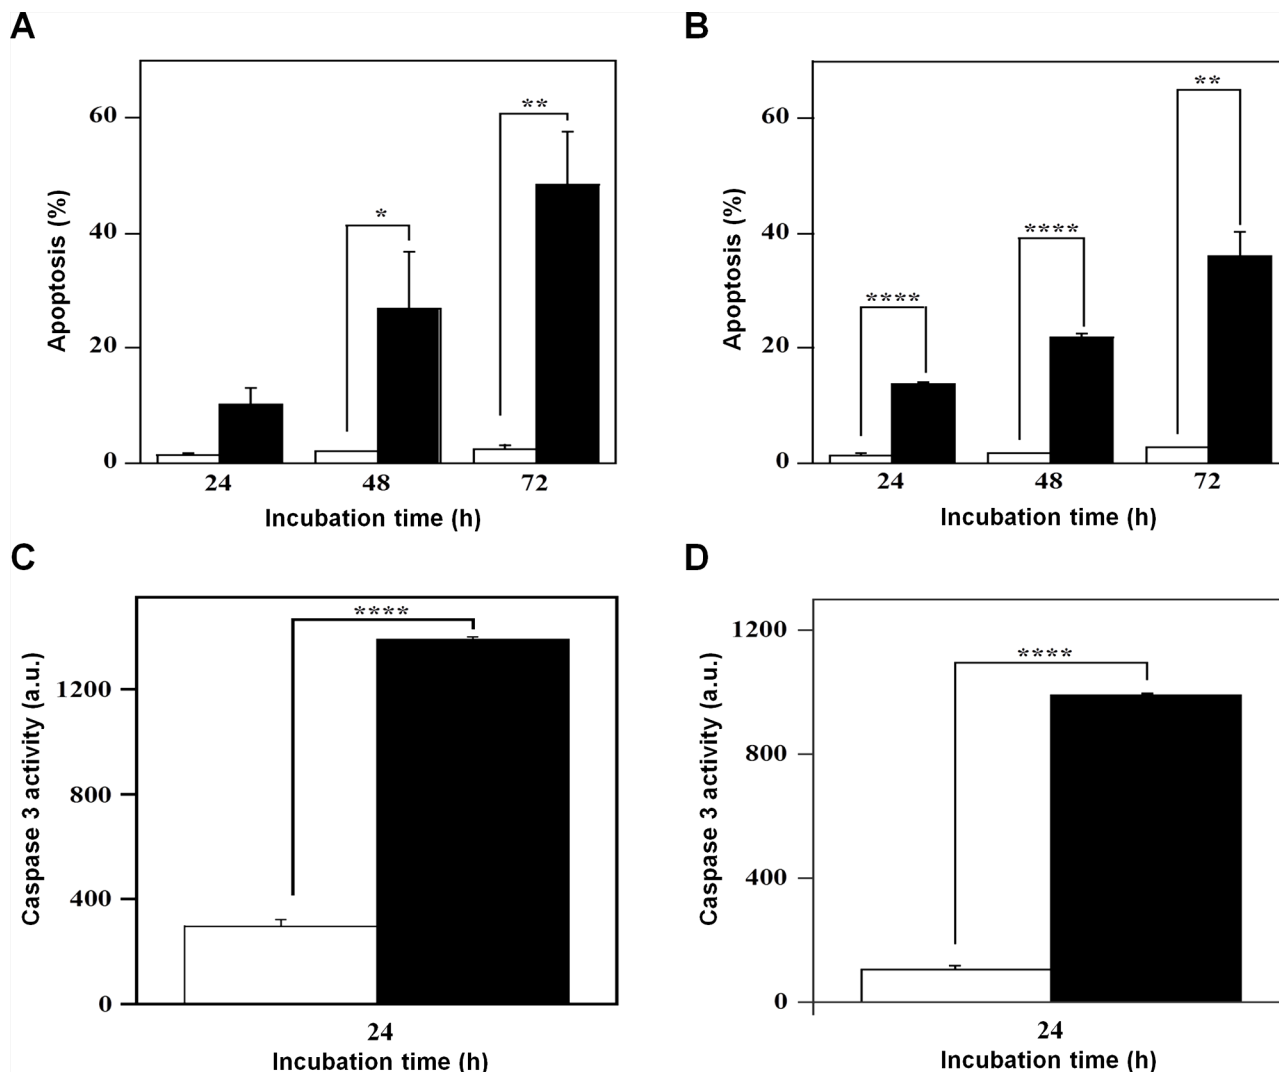 A
Apoptosis (%)
60
40
20
0
*
**
24
48
72
Incubation time (h)
B
Apoptosis (%)
60
40
20
0
****
****
**
24
48
72
Incubation time (h)
C
Caspase 3 activity (a.u.)
1200
800
400
0
****
24
Incubation time (h)
D
Caspase 3 activity (a.u.)
1200
800
400
0
****
24
Incubation time (h)